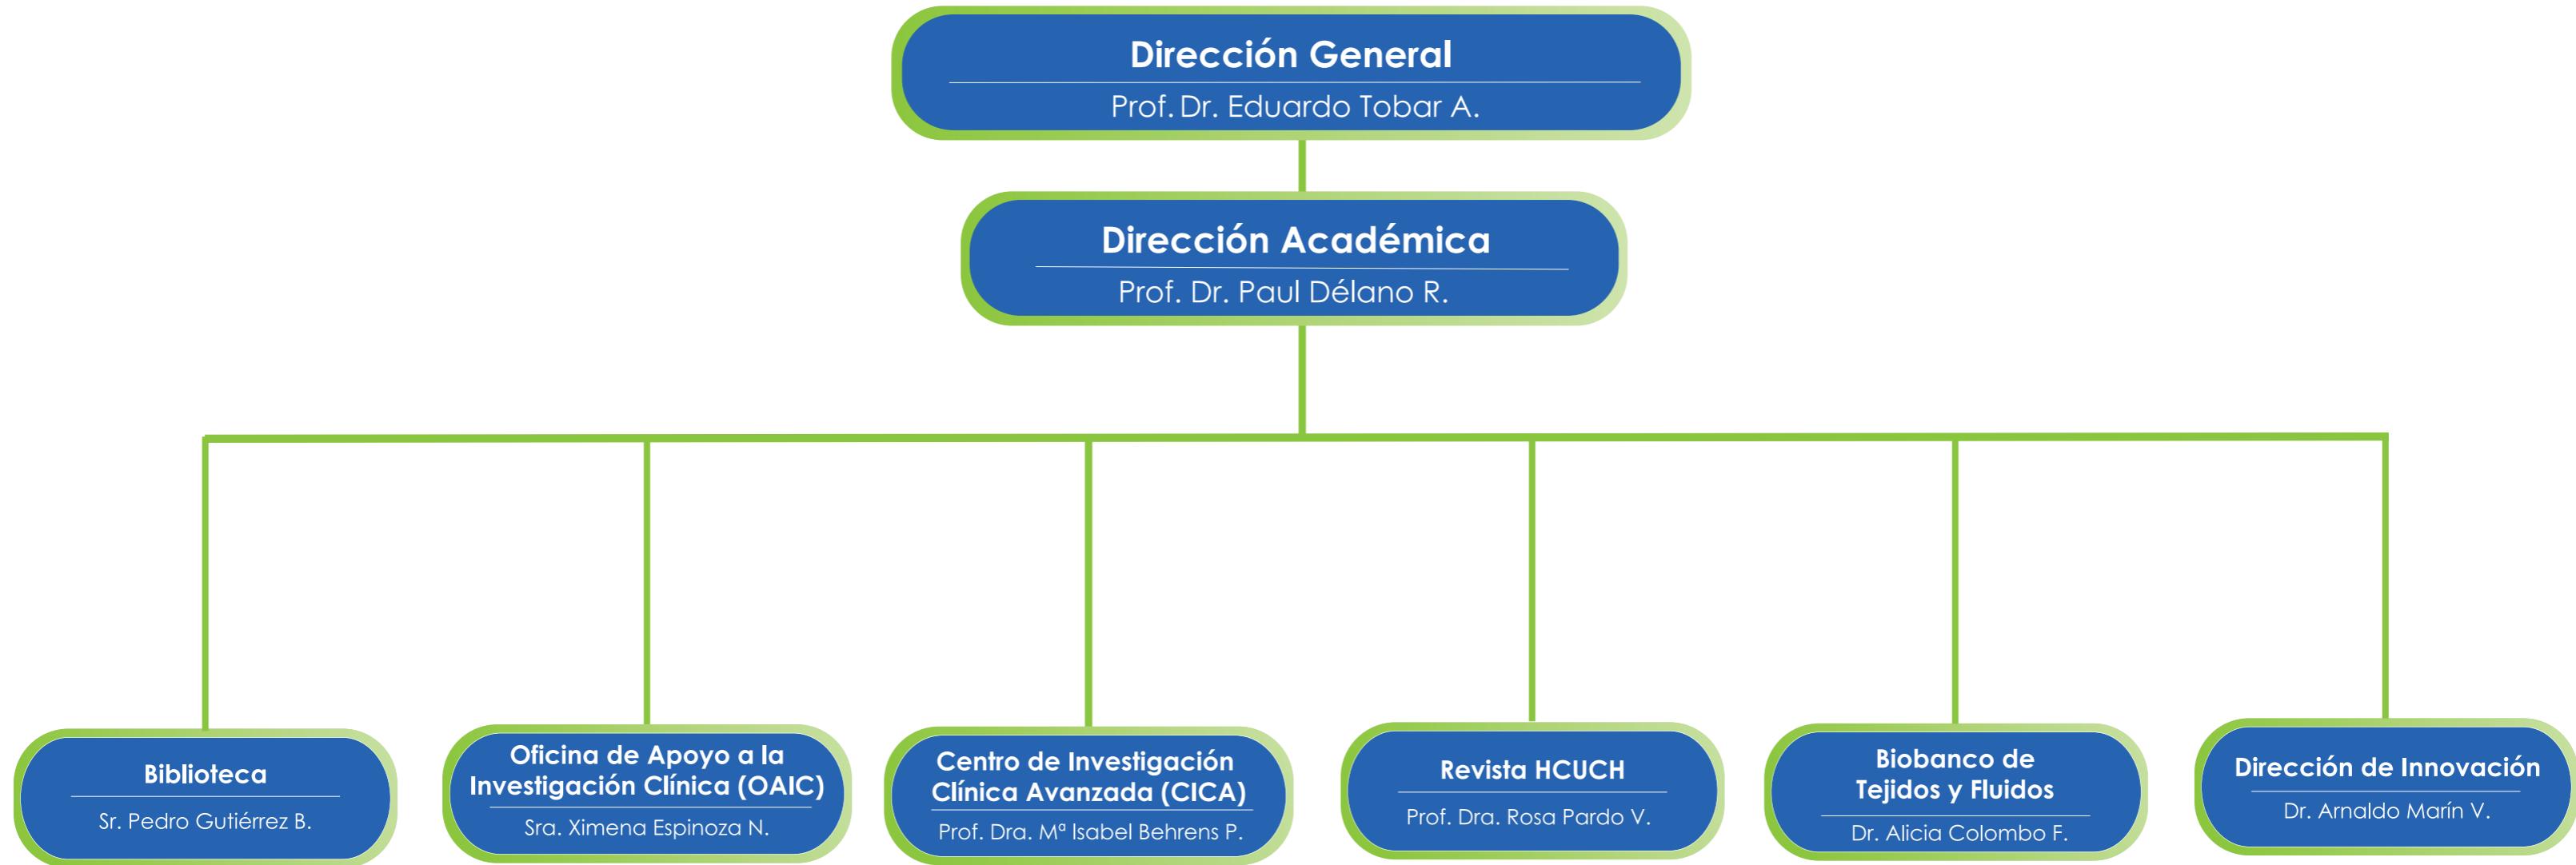 Dirección General
Prof. Dr. Eduardo Tobar A.
Dirección Académica
Prof. Dr. Paul Délano R.
Biblioteca
Sr. Pedro Gutiérrez B.
Oficina de Apoyo a la
Investigación Clínica (OAIC)
Sra. Ximena Espinoza N.
Centro de Investigación
Clínica Avanzada (CICA)
Prof. Dra. Mª Isabel Behrens P.
Revista HCUCH
Prof. Dra. Rosa Pardo V.
Biobanco de
Tejidos y Fluidos
Dr. Alicia Colombo F.
Dirección de Innovación
Dr. Arnaldo Marín V.